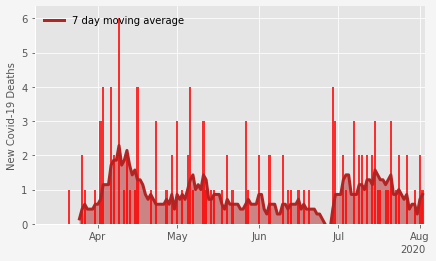 7 day moving average
New Covid-19 Deaths
6
5
4
3
2
1
0
Apr
May
Jun
Jul
Aug
2020